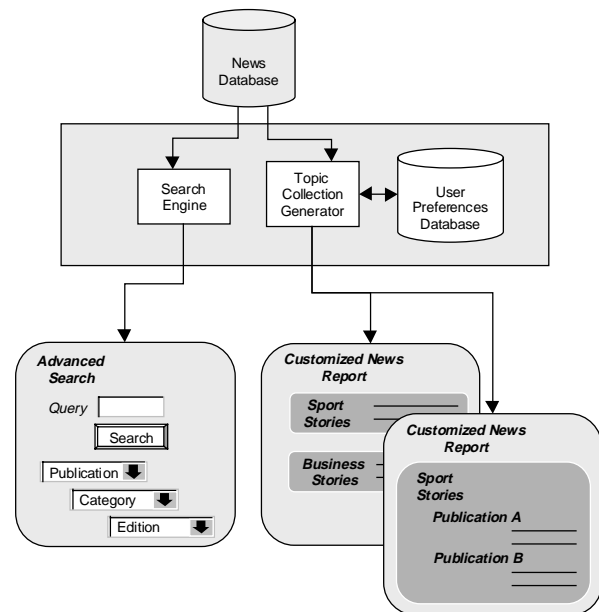 News
Database
Search
Engine
Topic
Collection
Generator
User
Preferences
Database
Advanced
Search
Query
Search
Publication
Category
Edition
Customized News
Report
Sport
Stories
Business
Stories
Customized News
Report
Sport
Stories
Publication A
Publication B